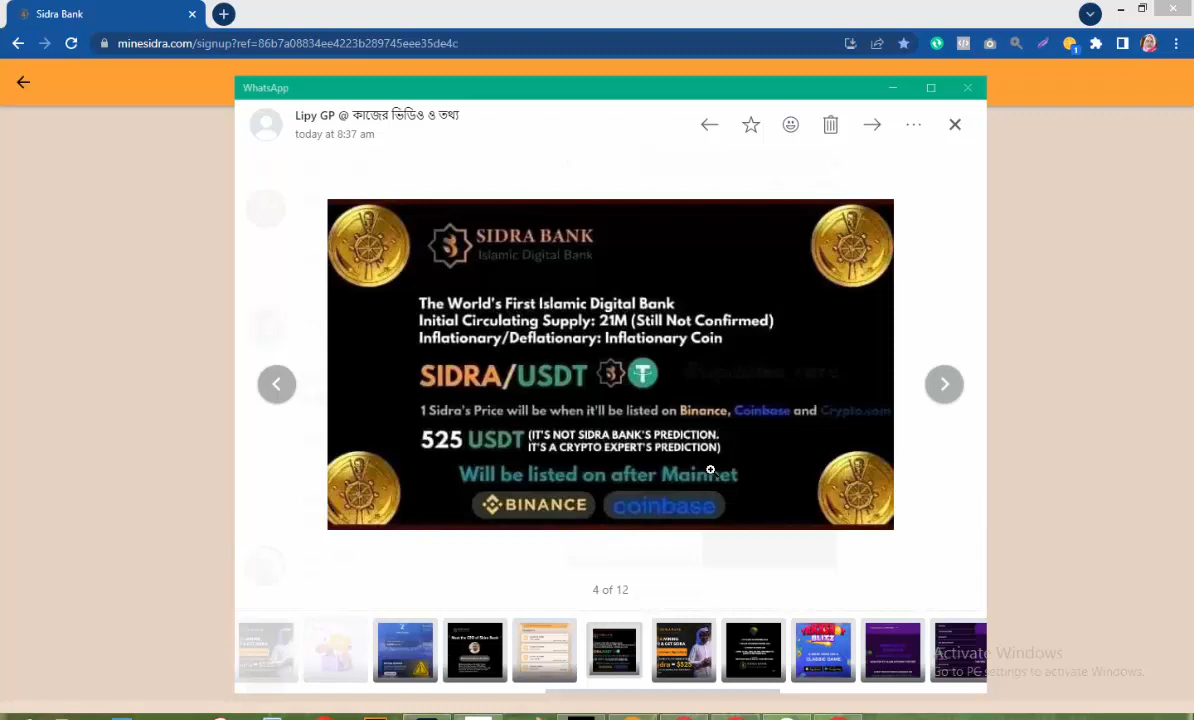 Sidra Bank
minesidra.com/signup?ref=86b7a08834ee4223b289745eee35de4c
WhatsApp
Lipy GP @ কাজের ভিডিও ও তথ্য
today at 8:37 am
SIDRA BANK
Islamic Digital Bank
The World's First Islamic Digital Bank
Initial Circulating Supply: 21M (Still Not Confirmed)
Inflationary/Deflationary: Inflationary Coin
SIDRA/USDT
1 Sidra's Price will be when it'll be listed on Binance, Coinbase and Crypto.com
525 USDT (IT'S NOT SIDRA BANK'S PREDICTION.
IT'S A CRYPTO EXPERT'S PREDICTION)
Will be listed on after Mainnet
BINANCE
coinbase
4 of 12
Activate Windows
Go to PC settings to activate Windows.